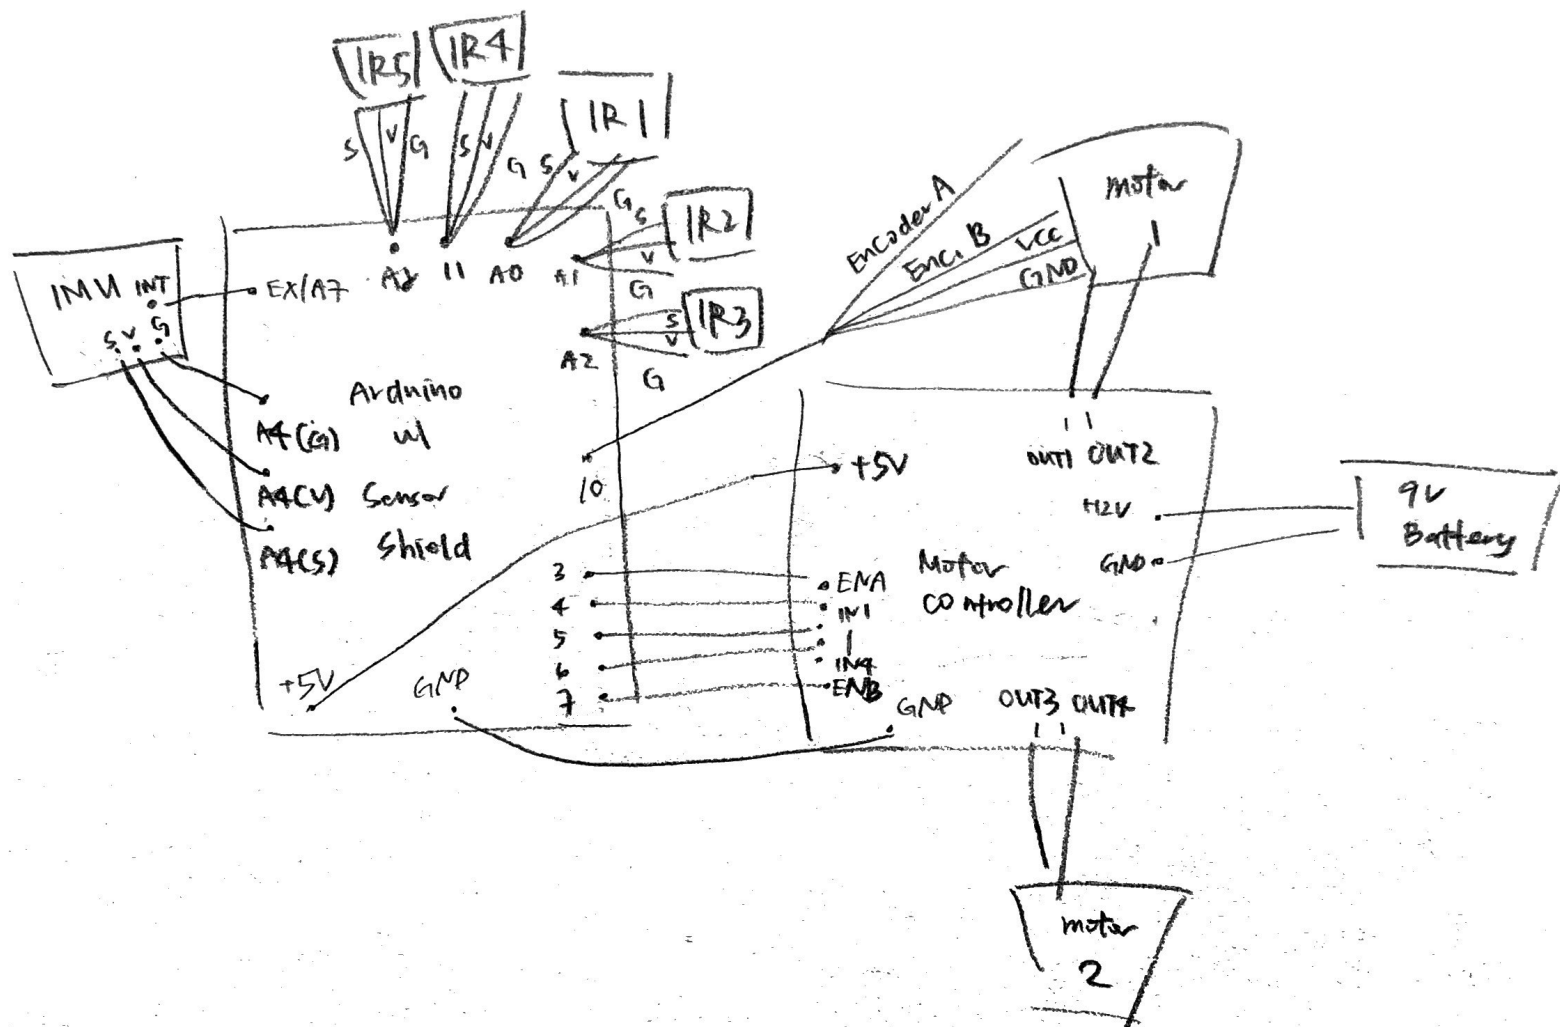 IR5
IR4
IR1
S V G
S V G
S V G
IR2
S
V
G
IR3
S
V
G
Encoder A
Enc. B
VCC
GND
Motor
1
IMU INT
S V G
EX/A7
11
A0
A1
A2
A4(G)
A4(V)
A4(S)
Arduino
w/
Sensor
Shield
10
3
4
5
6
7
+5V
GND
+5V
OUT1 OUT2
+12V
GND
Motor
Controller
ENA
IN1
IN4
ENB
GND
OUT3 OUT4
9V
Battery
motor
2